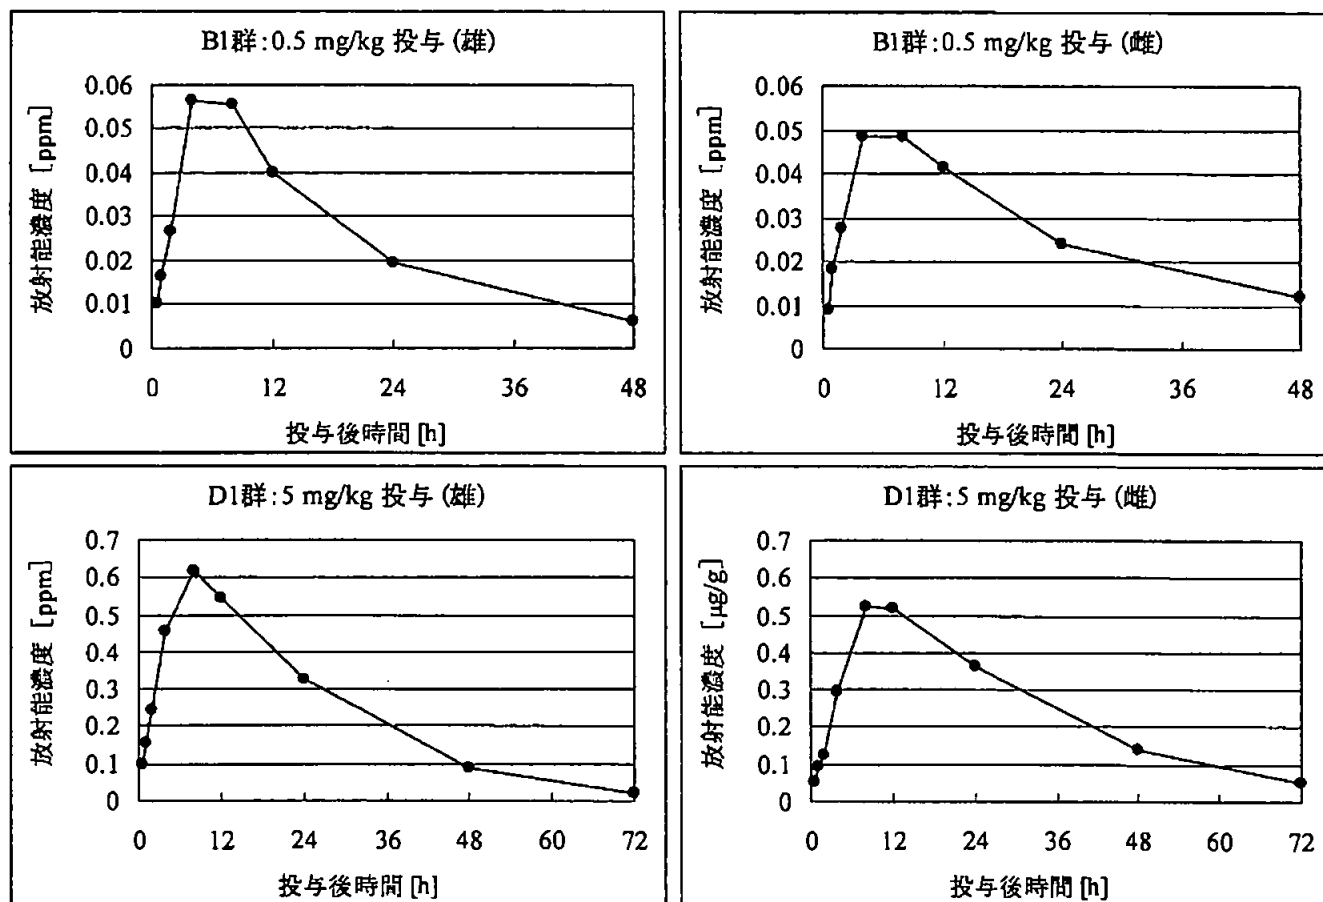 B1群:0.5 mg/kg 投与 (雄)
放射能濃度 [ppm]
0.06
0.05
0.04
0.03
0.02
0.01
0
0 12 24 36 48
投与後時間 [h]
B1群:0.5 mg/kg 投与 (雌)
放射能濃度 [ppm]
0.06
0.05
0.04
0.03
0.02
0.01
0
0 12 24 36 48
投与後時間 [h]
D1群:5 mg/kg 投与 (雄)
放射能濃度 [ppm]
0.7
0.6
0.5
0.4
0.3
0.2
0.1
0
0 12 24 36 48 60 72
投与後時間 [h]
D1群:5 mg/kg 投与 (雌)
放射能濃度 [μg/g]
0.7
0.6
0.5
0.4
0.3
0.2
0.1
0
0 12 24 36 48 60 72
投与後時間 [h]